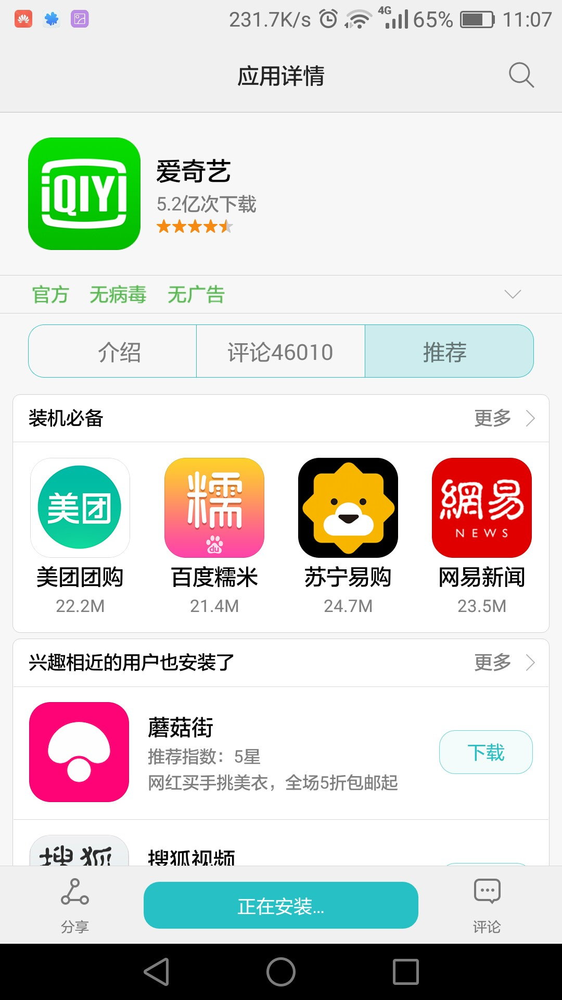 231.7K/s 4G 65% 11:07
应用详情
iQIYI
爱奇艺
5.2亿次下载
官方 无病毒 无广告
介绍 评论46010 推荐
装机必备 更多
美团 糯 du 網易 NEWS
美团团购 百度糯米 苏宁易购 网易新闻
22.2M 21.4M 24.7M 23.5M
兴趣相近的用户也安装了 更多
蘑菇街
推荐指数：5星
下载
网红买手挑美衣，全场5折包邮起
搜狐
搜狐视频
正在安装...
分享 评论